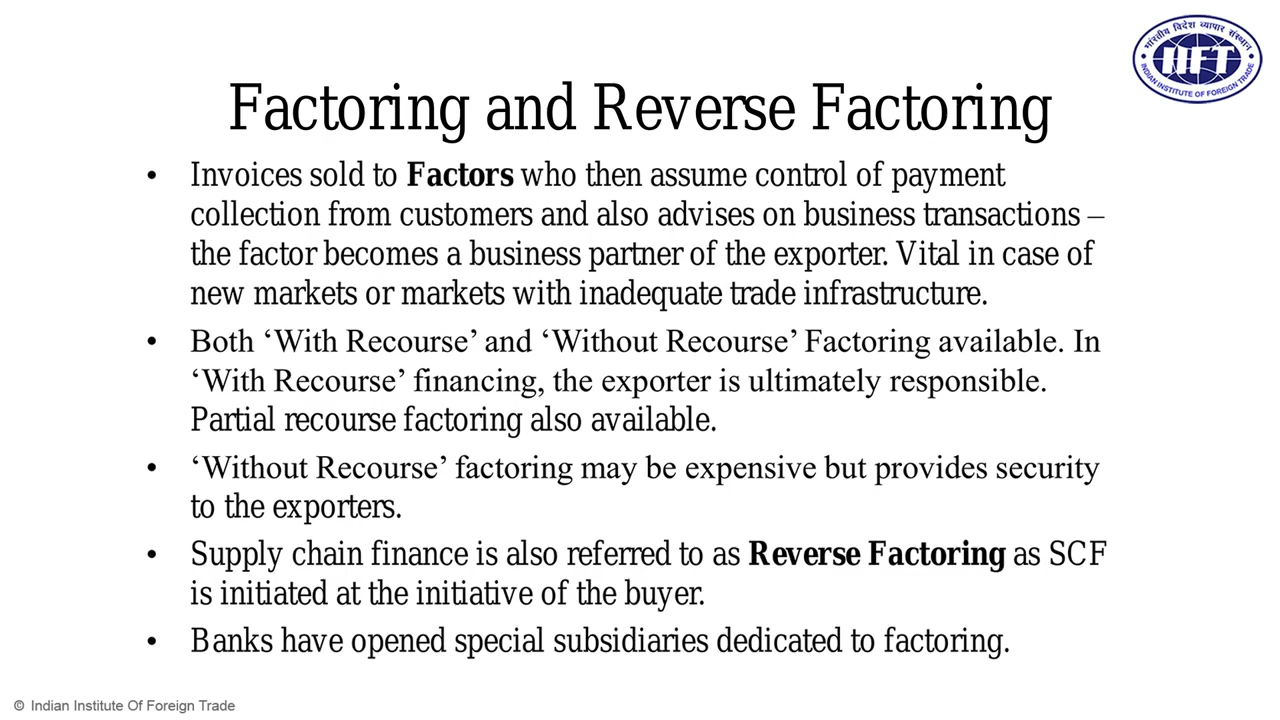 भारतीय विदेश व्यापार संस्थान
IIFT
INDIAN INSTITUTE OF FOREIGN TRADE
Factoring and Reverse Factoring
• Invoices sold to Factors who then assume control of payment
collection from customers and also advises on business transactions –
the factor becomes a business partner of the exporter. Vital in case of
new markets or markets with inadequate trade infrastructure.
• Both ‘With Recourse’ and ‘Without Recourse’ Factoring available. In
‘With Recourse’ financing, the exporter is ultimately responsible.
Partial recourse factoring also available.
• ‘Without Recourse’ factoring may be expensive but provides security
to the exporters.
• Supply chain finance is also referred to as Reverse Factoring as SCF
is initiated at the initiative of the buyer.
• Banks have opened special subsidiaries dedicated to factoring.
© Indian Institute Of Foreign Trade